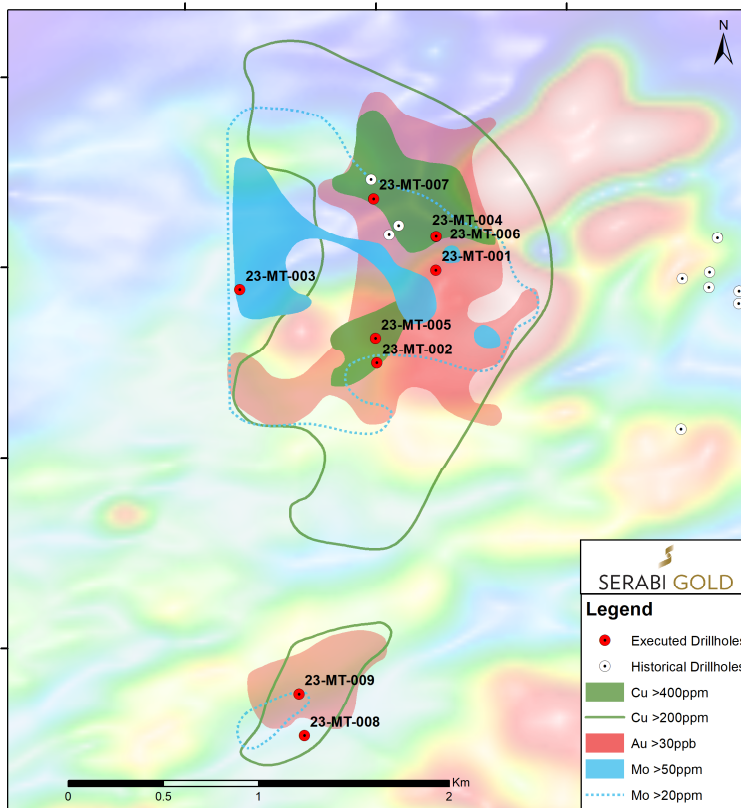 N
23-MT-007
23-MT-004
23-MT-006
23-MT-001
23-MT-003
23-MT-005
23-MT-002
23-MT-009
23-MT-008
Km
0 0.5 1 2
SERABI GOLD
Legend
Executed Drillholes
Historical Drillholes
Cu >400ppm
Cu >200ppm
Au >30ppb
Mo >50ppm
Mo >20ppm